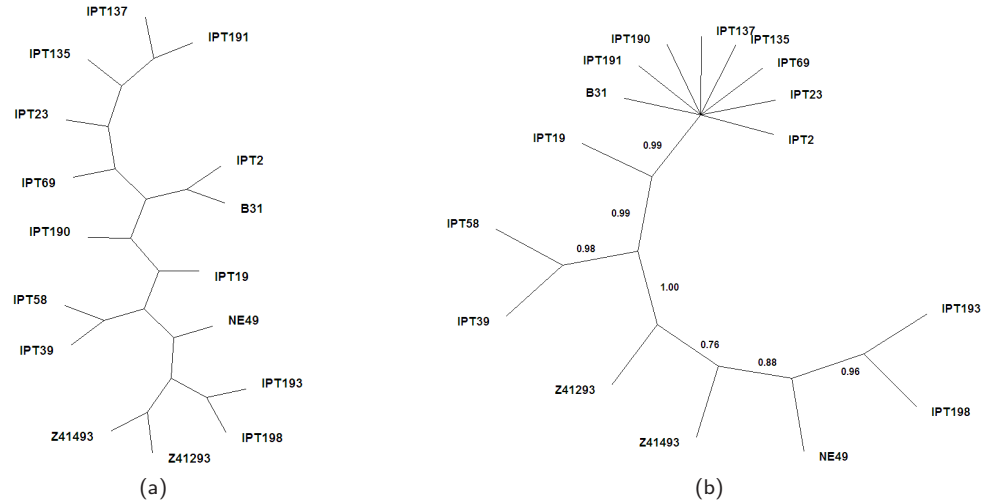 IPT137
IPT191
IPT135
IPT23
IPT2
IPT69
B31
IPT190
IPT19
IPT58
NE49
IPT39
IPT193
Z41493
IPT198
Z41293
(a)
IPT137
IPT190
IPT135
IPT191
IPT69
B31
IPT23
IPT19
IPT2
0.99
0.99
IPT58
0.98
1.00
IPT39
IPT193
0.76
0.88
0.96
Z41293
IPT198
Z41493
NE49
(b)